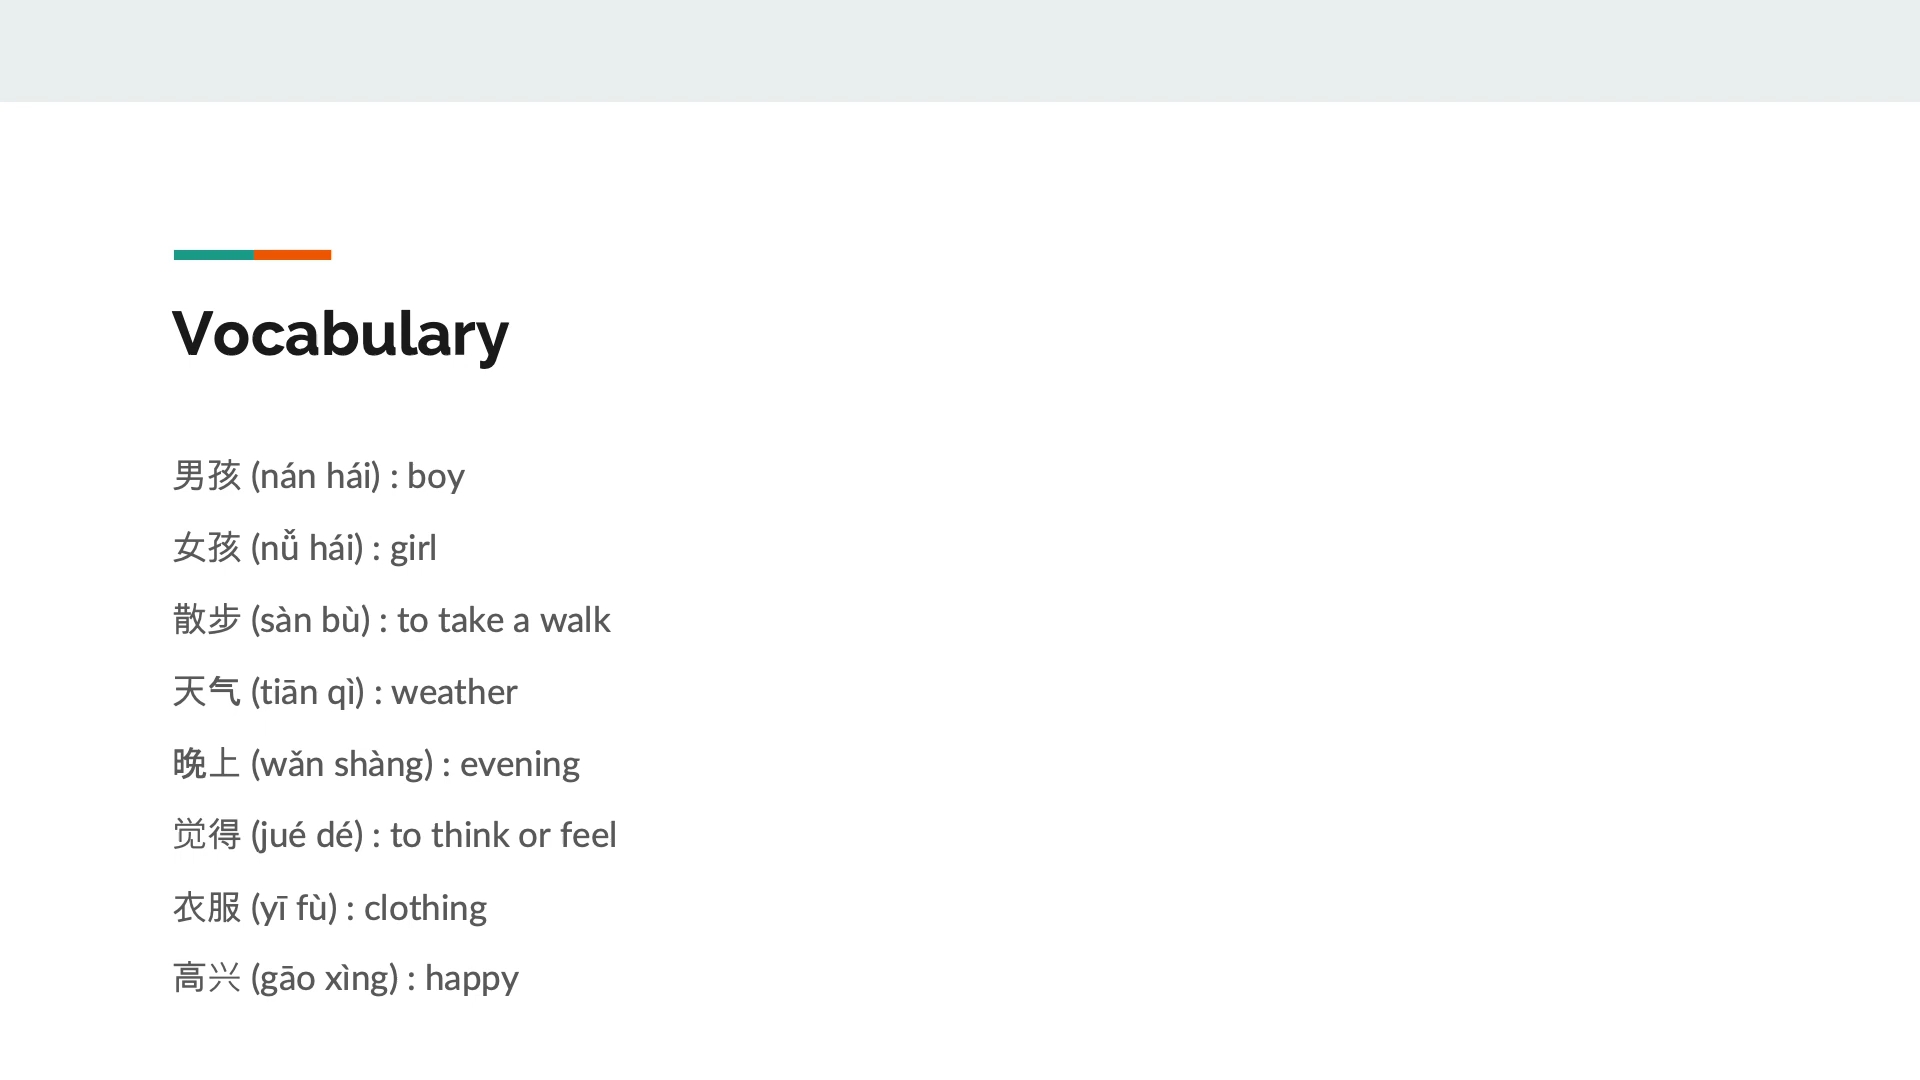 Vocabulary
男孩 (nán hái) : boy
女孩 (nǚ hái) : girl
散步 (sàn bù) : to take a walk
天气 (tiān qì) : weather
晚上 (wǎn shàng) : evening
觉得 (jué dé) : to think or feel
衣服 (yī fù) : clothing
高兴 (gāo xìng) : happy